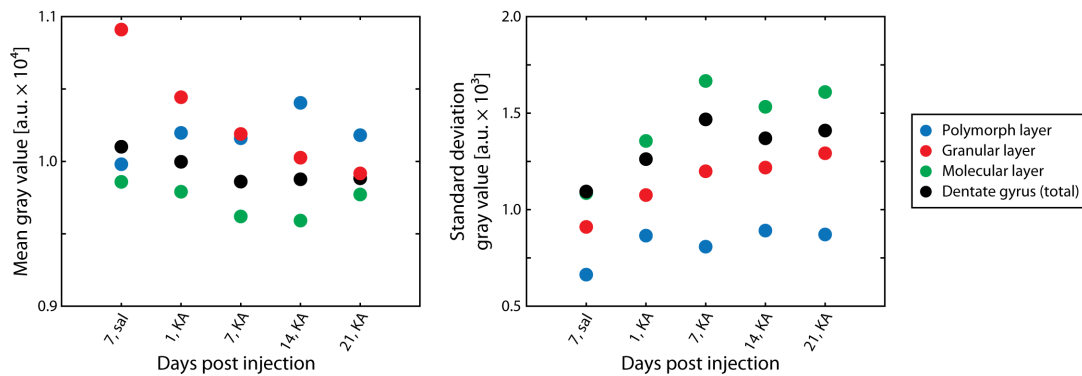 1.1
1.0
0.9
Mean gray value [a.u. × 10⁴]
7, sal
1, KA
7, KA
14, KA
21, KA
Days post injection
2.0
1.5
1.0
0.5
Standard deviation
gray value [a.u. × 10³]
7, sal
1, KA
7, KA
14, KA
21, KA
Days post injection
Polymorph layer
Granular layer
Molecular layer
Dentate gyrus (total)